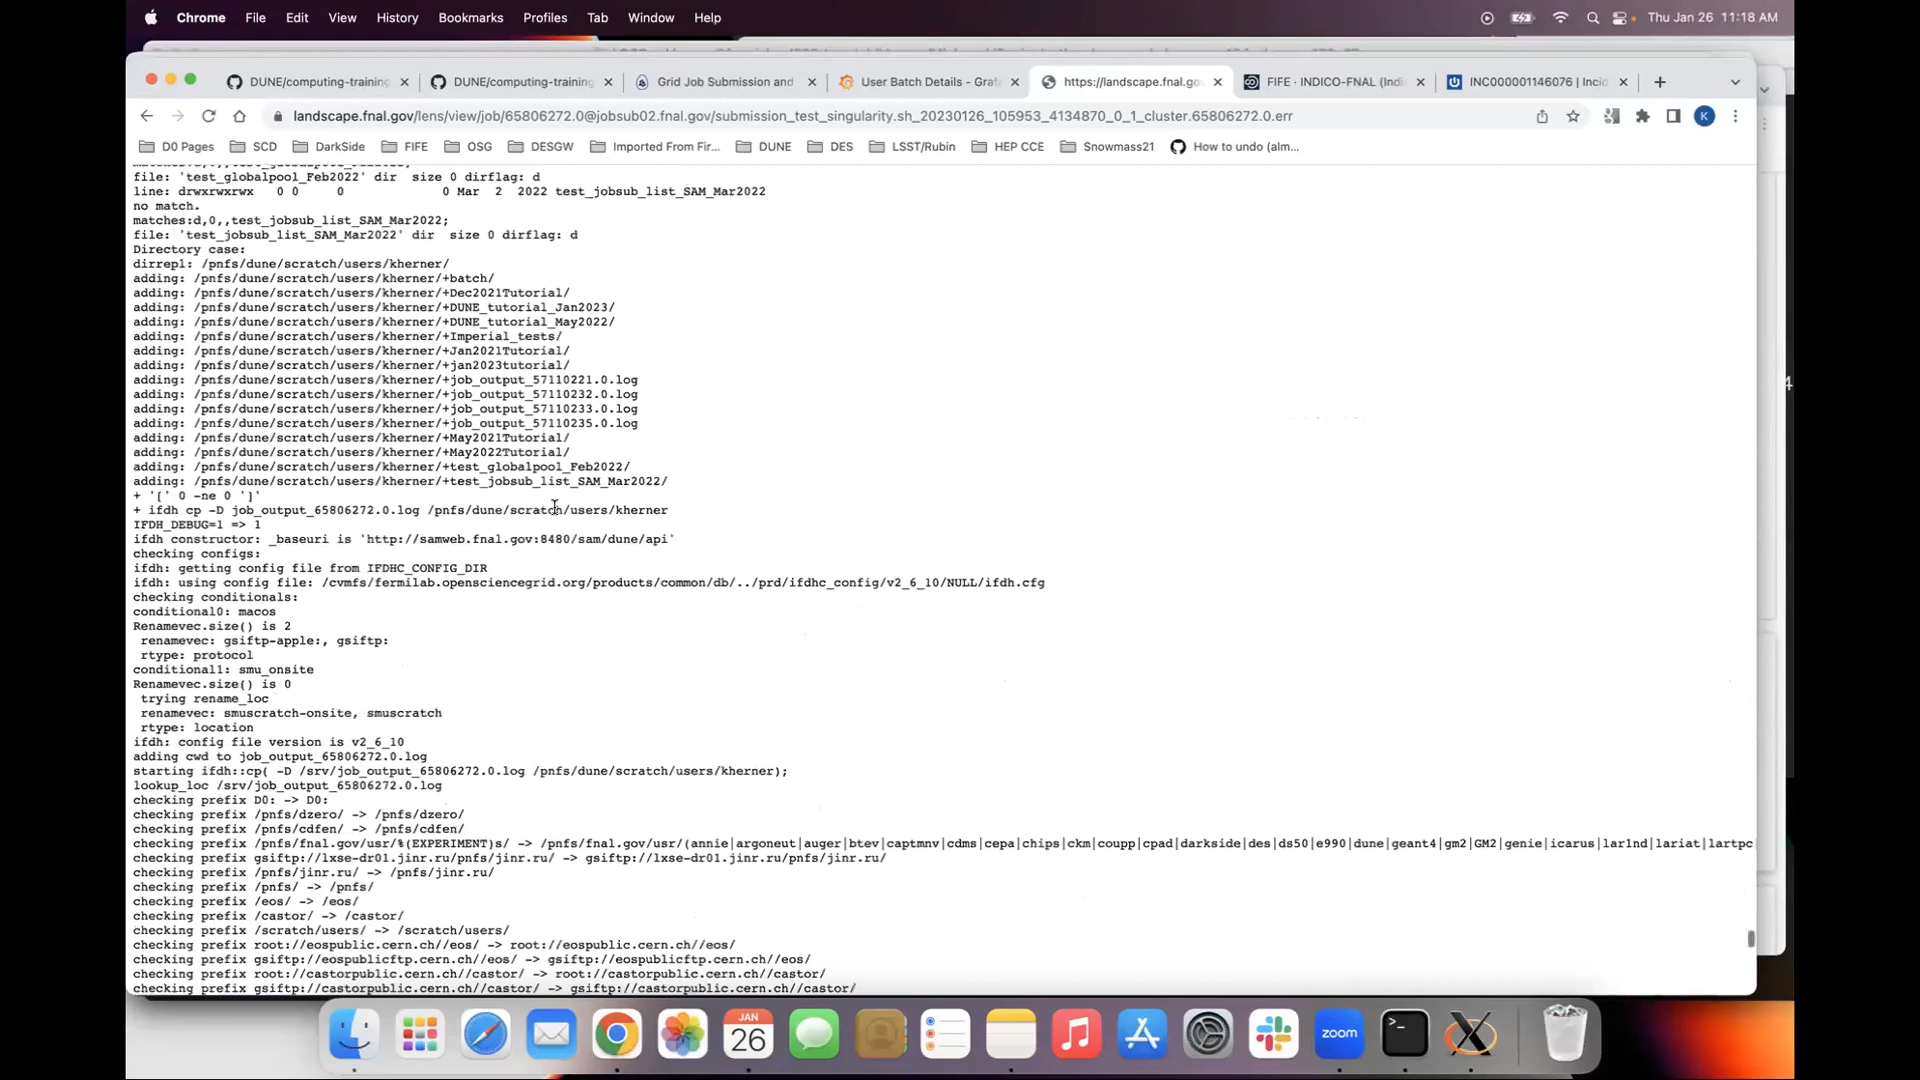 Chrome File Edit View History Bookmarks Profiles Tab Window Help Thu Jan 26 11:18 AM
DUNE/computing-training DUNE/computing-training Grid Job Submission and User Batch Details - Grafa https://landscape.fnal.go FIFE · INDICO-FNAL (Indi INC000001146076 | Incid
landscape.fnal.gov/lens/view/job/65806272.0@jobsub02.fnal.gov/submission_test_singularity.sh_20230126_105953_4134870_0_1_cluster.65806272.0.err K
D0 Pages SCD DarkSide FIFE OSG DESGW Imported From Fir... DUNE DES LSST/Rubin HEP CCE Snowmass21 How to undo (alm...
file: 'test_globalpool_Feb2022' dir  size 0 dirflag: d
line: drwxrwxrwx   0 0     0          0 Mar  2  2022 test_jobsub_list_SAM_Mar2022
no match.
matches:d,0,,test_jobsub_list_SAM_Mar2022;
file: 'test_jobsub_list_SAM_Mar2022' dir  size 0 dirflag: d
Directory case:
dirrep1: /pnfs/dune/scratch/users/kherner/
adding: /pnfs/dune/scratch/users/kherner/+batch/
adding: /pnfs/dune/scratch/users/kherner/+Dec2021Tutorial/
adding: /pnfs/dune/scratch/users/kherner/+DUNE_tutorial_Jan2023/
adding: /pnfs/dune/scratch/users/kherner/+DUNE_tutorial_May2022/
adding: /pnfs/dune/scratch/users/kherner/+Imperial_tests/
adding: /pnfs/dune/scratch/users/kherner/+Jan2021Tutorial/
adding: /pnfs/dune/scratch/users/kherner/+jan2023tutorial/
adding: /pnfs/dune/scratch/users/kherner/+job_output_57110221.0.log
adding: /pnfs/dune/scratch/users/kherner/+job_output_57110232.0.log
adding: /pnfs/dune/scratch/users/kherner/+job_output_57110233.0.log
adding: /pnfs/dune/scratch/users/kherner/+job_output_57110235.0.log
adding: /pnfs/dune/scratch/users/kherner/+May2021Tutorial/
adding: /pnfs/dune/scratch/users/kherner/+May2022Tutorial/
adding: /pnfs/dune/scratch/users/kherner/+test_globalpool_Feb2022/
adding: /pnfs/dune/scratch/users/kherner/+test_jobsub_list_SAM_Mar2022/
+ '[' 0 -ne 0 ']'
+ ifdh cp -D job_output_65806272.0.log /pnfs/dune/scratch/users/kherner
IFDH_DEBUG=1 => 1
ifdh constructor: _baseuri is 'http://samweb.fnal.gov:8480/sam/dune/api'
checking configs:
ifdh: getting config file from IFDHC_CONFIG_DIR
ifdh: using config file: /cvmfs/fermilab.opensciencegrid.org/products/common/db/../prd/ifdhc_config/v2_6_10/NULL/ifdh.cfg
checking conditionals:
conditional0: macos
Renamevec.size() is 2
 renamevec: gsiftp-apple:, gsiftp:
 rtype: protocol
conditional1: smu_onsite
Renamevec.size() is 0
 trying rename_loc
 renamevec: smuscratch-onsite, smuscratch
 rtype: location
ifdh: config file version is v2_6_10
adding cwd to job_output_65806272.0.log
starting ifdh::cp( -D /srv/job_output_65806272.0.log /pnfs/dune/scratch/users/kherner);
lookup_loc /srv/job_output_65806272.0.log
checking prefix D0: -> D0:
checking prefix /pnfs/dzero/ -> /pnfs/dzero/
checking prefix /pnfs/cdfen/ -> /pnfs/cdfen/
checking prefix /pnfs/fnal.gov/usr/%(EXPERIMENT)s/ -> /pnfs/fnal.gov/usr/(annie|argoneut|auger|btev|captmnv|cdms|cepa|chips|ckm|coupp|cpad|darkside|des|ds50|e990|dune|geant4|gm2|GM2|genie|icarus|lar1nd|lariat|lartpc
checking prefix gsiftp://lxse-dr01.jinr.ru/pnfs/jinr.ru/ -> gsiftp://lxse-dr01.jinr.ru/pnfs/jinr.ru/
checking prefix /pnfs/jinr.ru/ -> /pnfs/jinr.ru/
checking prefix /pnfs/ -> /pnfs/
checking prefix /eos/ -> /eos/
checking prefix /castor/ -> /castor/
checking prefix /scratch/users/ -> /scratch/users/
checking prefix root://eospublic.cern.ch//eos/ -> root://eospublic.cern.ch//eos/
checking prefix gsiftp://eospublicftp.cern.ch//eos/ -> gsiftp://eospublicftp.cern.ch//eos/
checking prefix root://castorpublic.cern.ch//castor/ -> root://castorpublic.cern.ch//castor/
checking prefix gsiftp://castorpublic.cern.ch//castor/ -> gsiftp://castorpublic.cern.ch//castor/
JAN
26
zoom